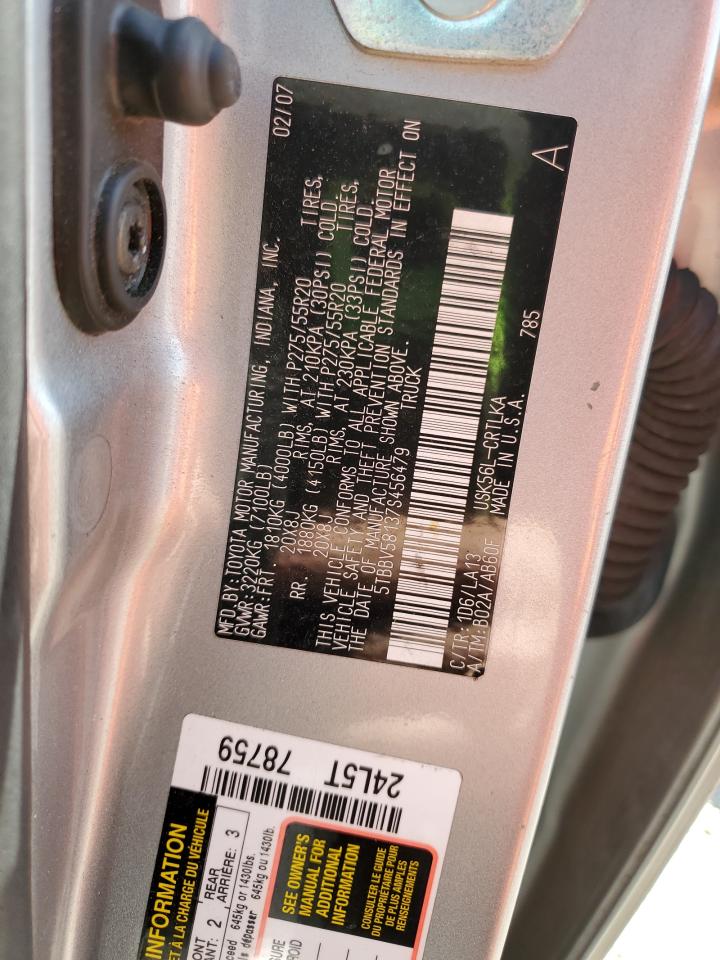 MFD.BY:TOYOTA MOTOR MANUFACTURING, INDIANA, INC. 02/07
GVWR:3220KG(7100LB)
GAWR:FRT. 1810KG (4000LB) WITH P275/55R20 TIRES,
20X8J RIMS, AT 210KPA (30PSI) COLD
RR. 1880KG (4150LB) WITH P275/55R20 TIRES,
20X8J RIMS, AT 230KPA (33PSI) COLD.
THIS VEHICLE CONFORMS TO ALL APPLICABLE FEDERAL MOTOR
VEHICLE SAFETY AND THEFT PREVENTION STANDARDS IN EFFECT ON
THE DATE OF MANUFACTURE SHOWN ABOVE.
5TBBV58137S456479 TRUCK
A
C/TR:1D6/LA13 USK56L-CRTLKA 785
A/TM:B02A/AB60F MADE IN U.S.A.
24L5T
78759
INFORMATION
ET À LA CHARGE DU VÉHICULE
2 REAR
ARRIÈRE: 3
645kg or 1430lbs.
dépasser 645kg ou 1430lb.
SEE OWNER'S
MANUAL FOR
ADDITIONAL
INFORMATION
CONSULTER LE GUIDE
DU PROPRIÉTAIRE POUR
DE PLUS AMPLES
RENSEIGNEMENTS